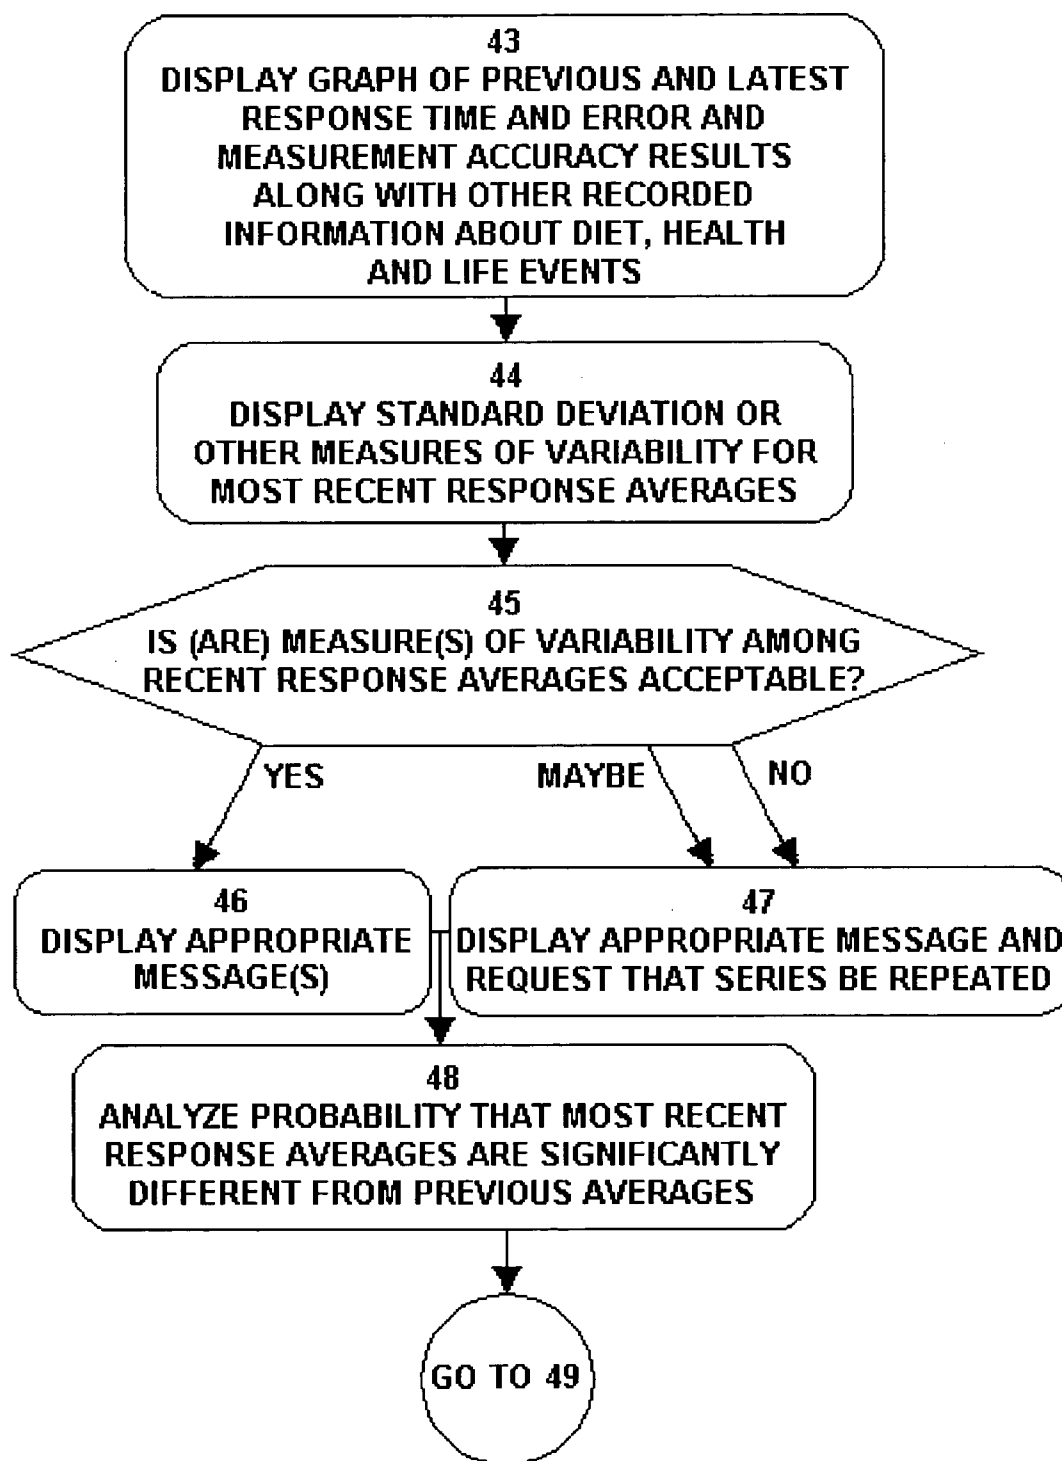 43
DISPLAY GRAPH OF PREVIOUS AND LATEST
RESPONSE TIME AND ERROR AND
MEASUREMENT ACCURACY RESULTS
ALONG WITH OTHER RECORDED
INFORMATION ABOUT DIET, HEALTH
AND LIFE EVENTS
44
DISPLAY STANDARD DEVIATION OR
OTHER MEASURES OF VARIABILITY FOR
MOST RECENT RESPONSE AVERAGES
45
IS (ARE) MEASURE(S) OF VARIABILITY AMONG
RECENT RESPONSE AVERAGES ACCEPTABLE?
YES
MAYBE
NO
46
DISPLAY APPROPRIATE
MESSAGE(S)
47
DISPLAY APPROPRIATE MESSAGE AND
REQUEST THAT SERIES BE REPEATED
48
ANALYZE PROBABILITY THAT MOST RECENT
RESPONSE AVERAGES ARE SIGNIFICANTLY
DIFFERENT FROM PREVIOUS AVERAGES
GO TO 49